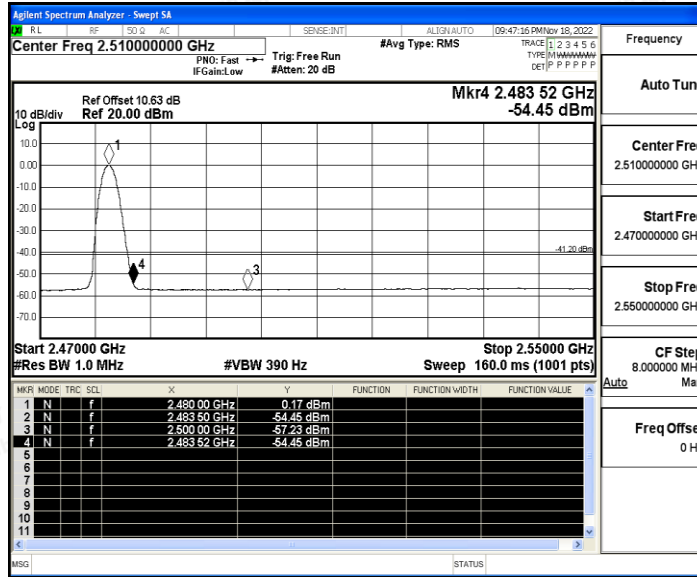 Agilent Spectrum Analyzer - Swept SA
LXI RL RF 50 Ω AC SENSE:INT ALIGN AUTO 09:47:16 PM Nov 18, 2022
Center Freq 2.510000000 GHz #Avg Type: RMS TRACE 1 2 3 4 5 6
PNO: Fast Trig: Free Run TYPE
IFGain:Low #Atten: 20 dB DET P P P P P P
Mkr4 2.483 52 GHz
-54.45 dBm
Ref Offset 10.63 dB
10 dB/div Ref 20.00 dBm
Log
10.0
0.00
-10.0
-20.0
-30.0
-40.0
-50.0
-60.0
-70.0
1
4
3
-41.20 dBm
Start 2.47000 GHz Stop 2.55000 GHz
#Res BW 1.0 MHz #VBW 390 Hz Sweep 160.0 ms (1001 pts)
MKR MODE TRC SCL X Y FUNCTION FUNCTION WIDTH FUNCTION VALUE
1 N f 2.480 00 GHz 0.17 dBm
2 N f 2.483 50 GHz -54.45 dBm
3 N f 2.500 00 GHz -57.23 dBm
4 N f 2.483 52 GHz -54.45 dBm
5
6
7
8
9
10
11
MSG STATUS
Frequency
Auto Tun
Center Fre
2.510000000 GH
Start Fre
2.470000000 GH
Stop Fre
2.550000000 GH
CF Step
8.000000 MH
Auto Ma
Freq Offse
0 H